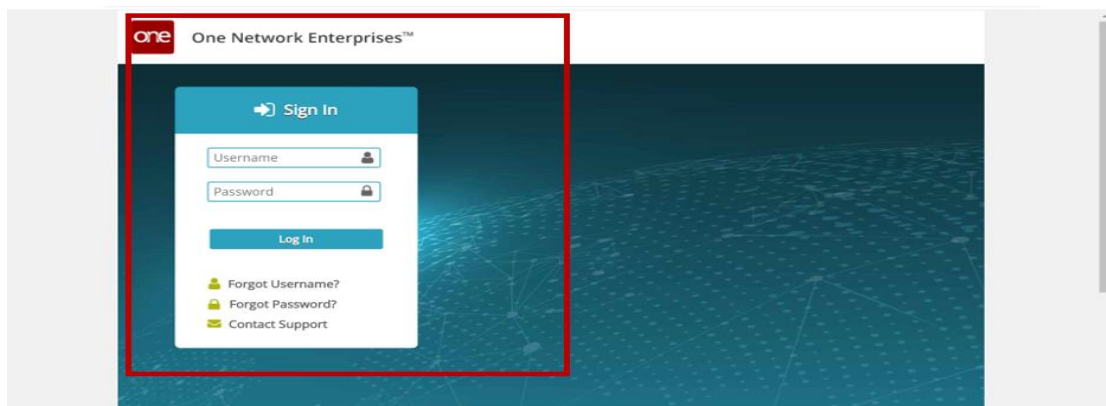 one One Network Enterprises™
Sign In
Username
Password
Log In
Forgot Username?
Forgot Password?
Contact Support